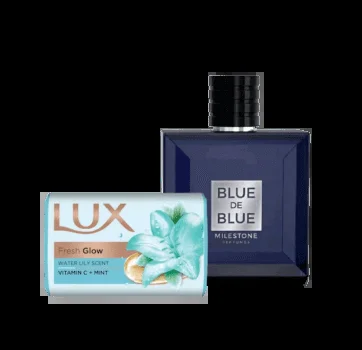 BLUE
DE
BLUE
MILESTONE
PERFUMES
LUX
Fresh Glow
WATER LILY SCENT
VITAMIN C + MINT